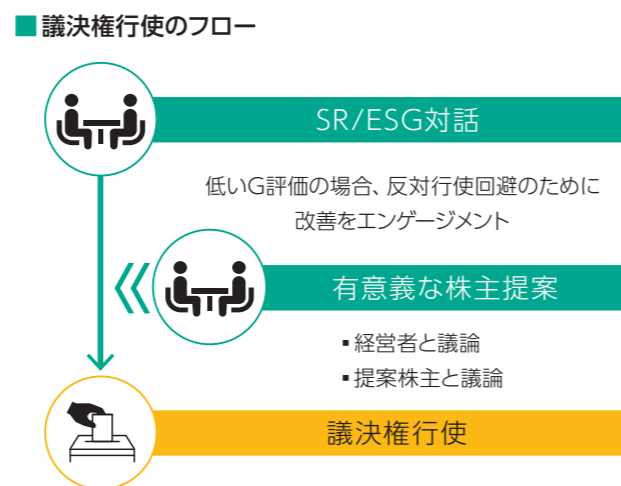 ■議決権行使のフロー
SR/ESG対話
低いG評価の場合、反対行使回避のために
改善をエンゲージメント
有意義な株主提案
▪経営者と議論
▪提案株主と議論
議決権行使